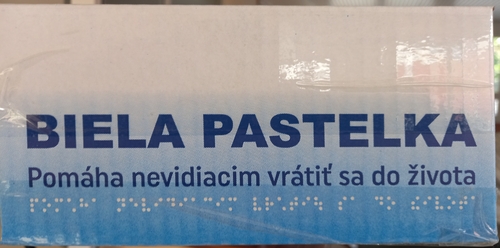 BIELA PASTELKA
Pomáha nevidiacim vrátiť sa do života